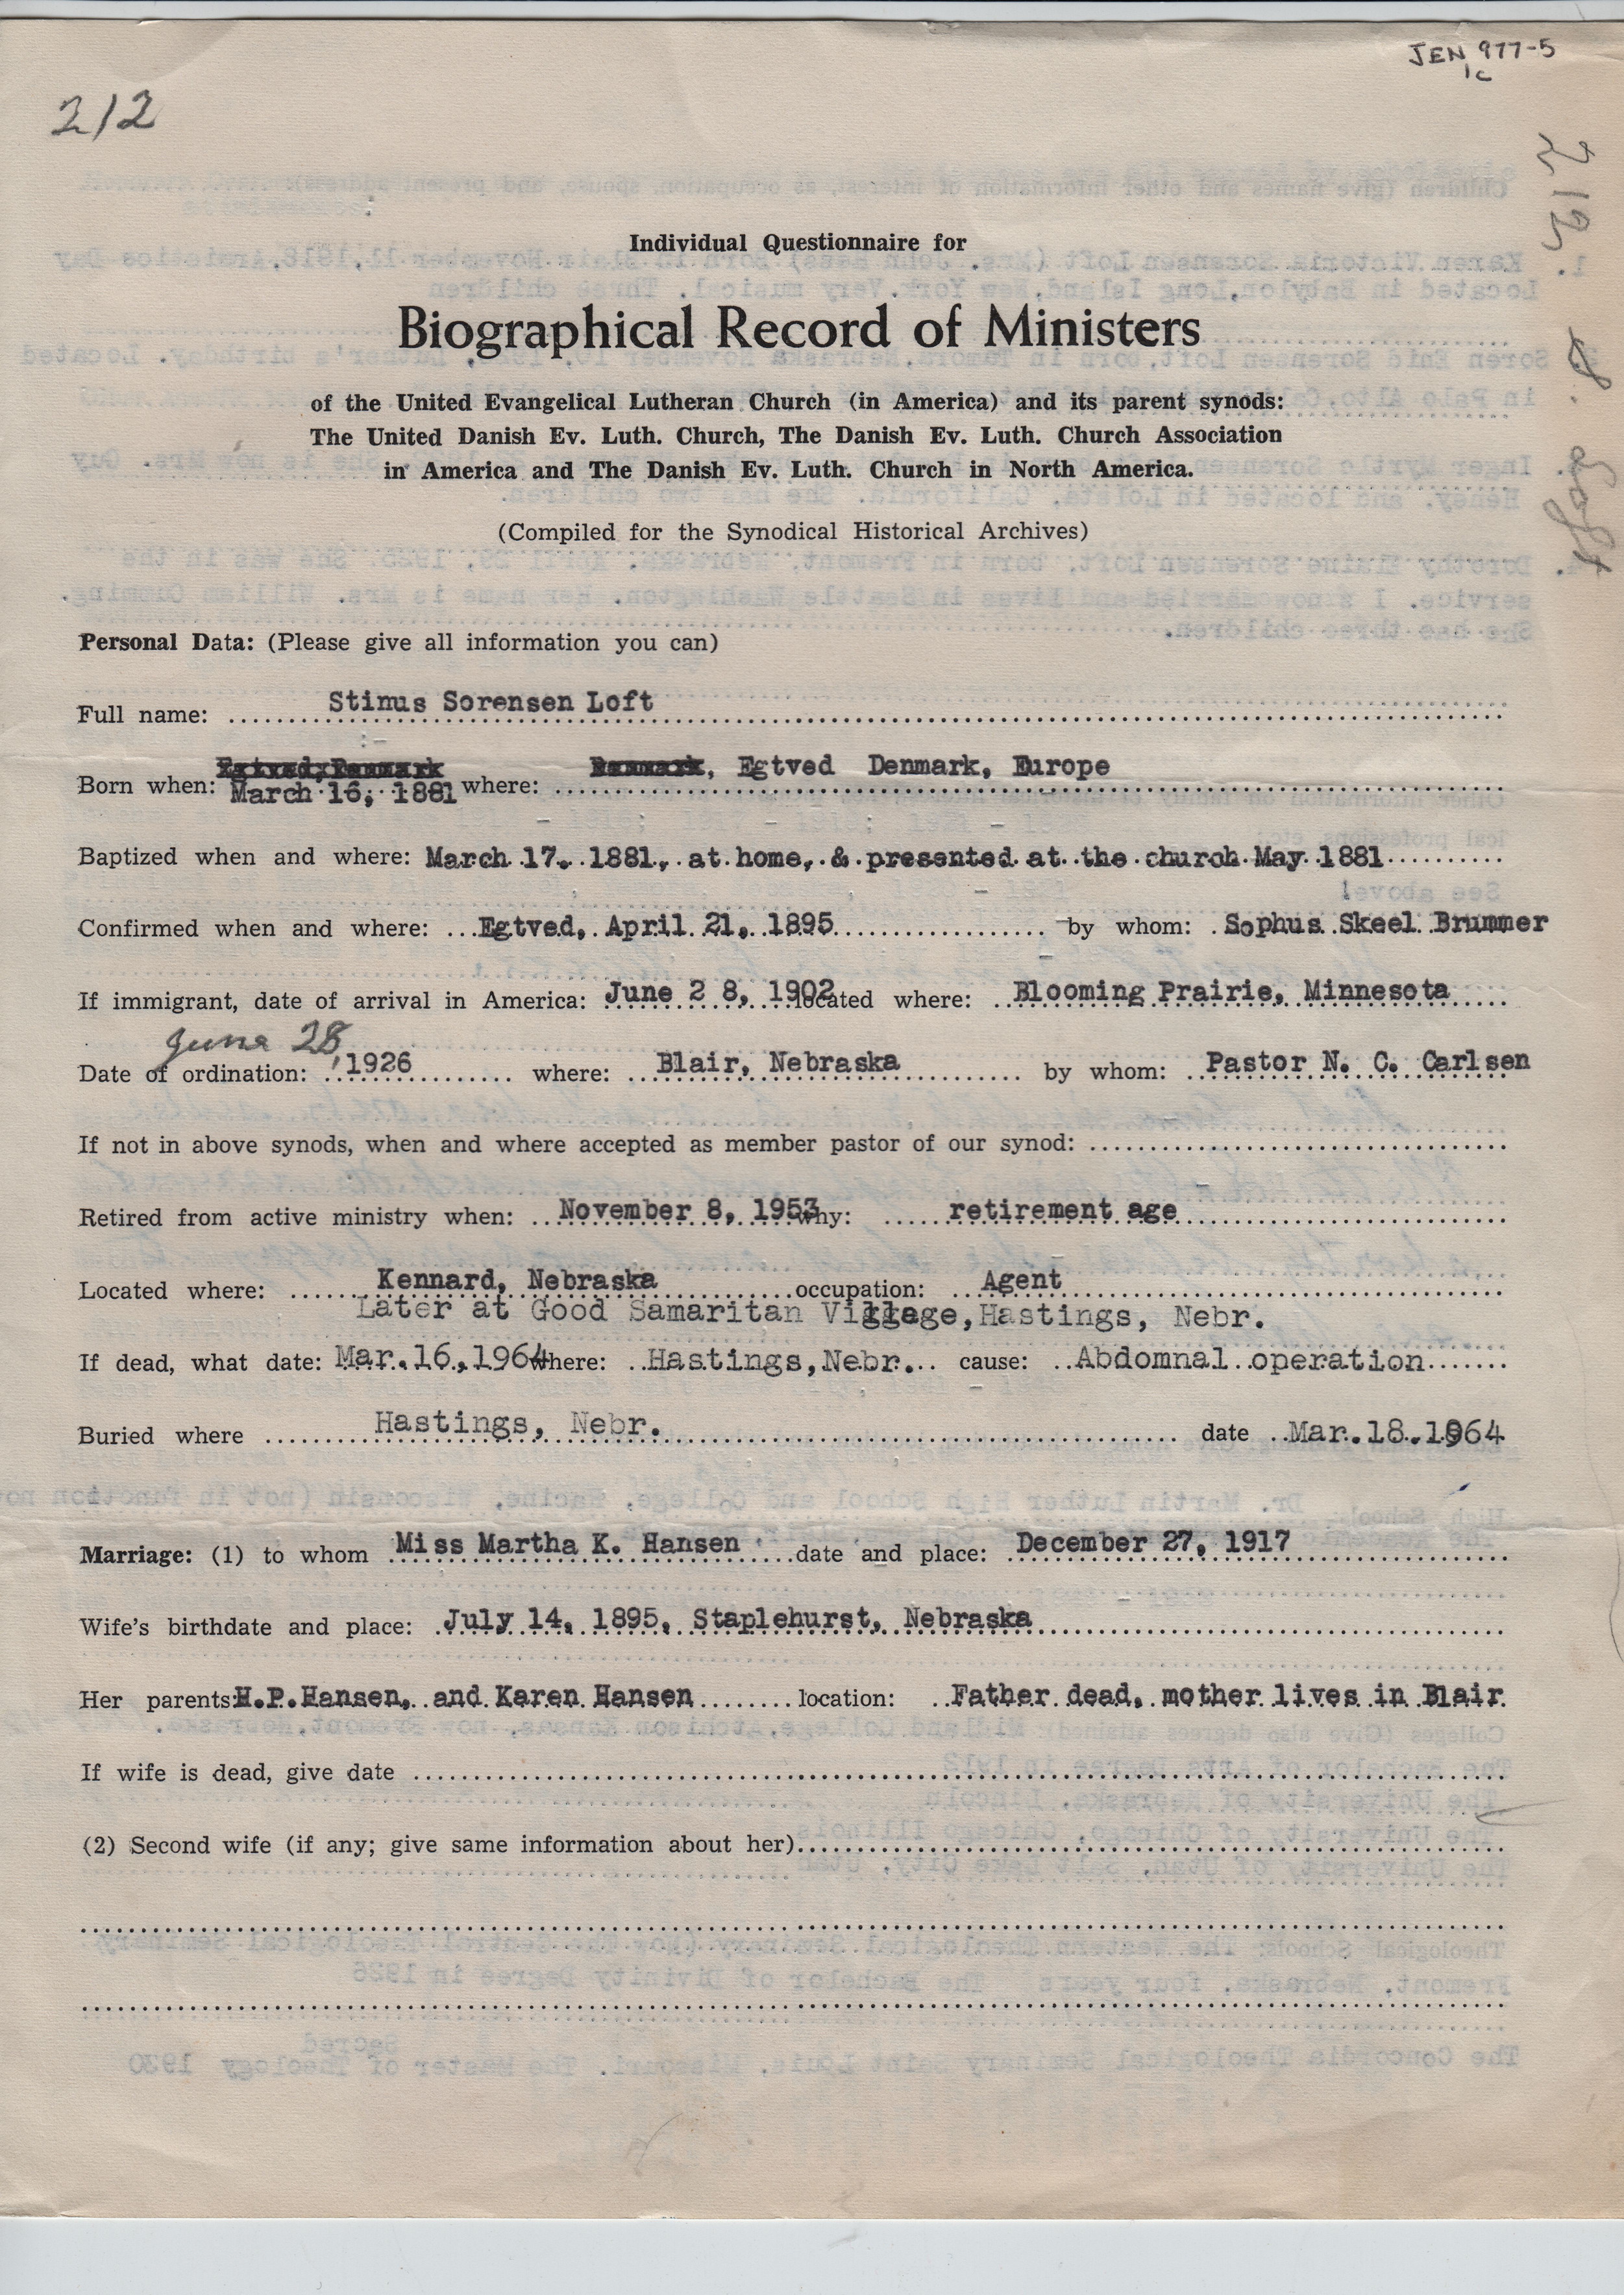 JEN 977-5
1c
212
Individual Questionnaire for
Biographical Record of Ministers
of the United Evangelical Lutheran Church (in America) and its parent synods:
The United Danish Ev. Luth. Church, The Danish Ev. Luth. Church Association
in America and The Danish Ev. Luth. Church in North America.
(Compiled for the Synodical Historical Archives)
Personal Data: (Please give all information you can)
Full name: Stinus Sorensen Loft
Born when: March 16, 1881 where: , Egtved Denmark, Europe
Baptized when and where: March 17. 1881, at home, & presented at the church May 1881
Confirmed when and where: Egtved, April 21, 1895 by whom: Sophus Skeel Brummer
If immigrant, date of arrival in America: June 2 8, 1902 located where: Blooming Prairie, Minnesota
June 28
Date of ordination: , 1926 where: Blair, Nebraska by whom: Pastor N. C. Carlsen
If not in above synods, when and where accepted as member pastor of our synod:
Retired from active ministry when: November 8, 1953 why: retirement age
Located where: Kennard, Nebraska occupation: Agent
Later at Good Samaritan Village, Hastings, Nebr.
If dead, what date: Mar. 16, 1964 where: Hastings, Nebr. cause: Abdomnal operation
Buried where Hastings, Nebr. date Mar. 18. 1964
Marriage: (1) to whom Miss Martha K. Hansen date and place: December 27, 1917
Wife's birthdate and place: July 14, 1895, Staplehurst, Nebraska
Her parents: H.P. Hansen, and Karen Hansen location: Father dead, mother lives in Blair
If wife is dead, give date
(2) Second wife (if any; give same information about her)
212
S. Loft